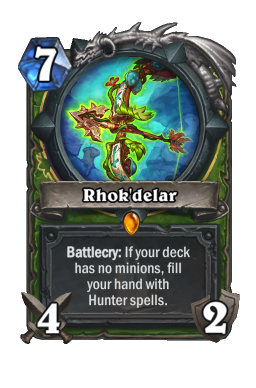 7
Rhok'delar
Battlecry: If your deck
has no minions, fill
your hand with
Hunter spells.
4
2